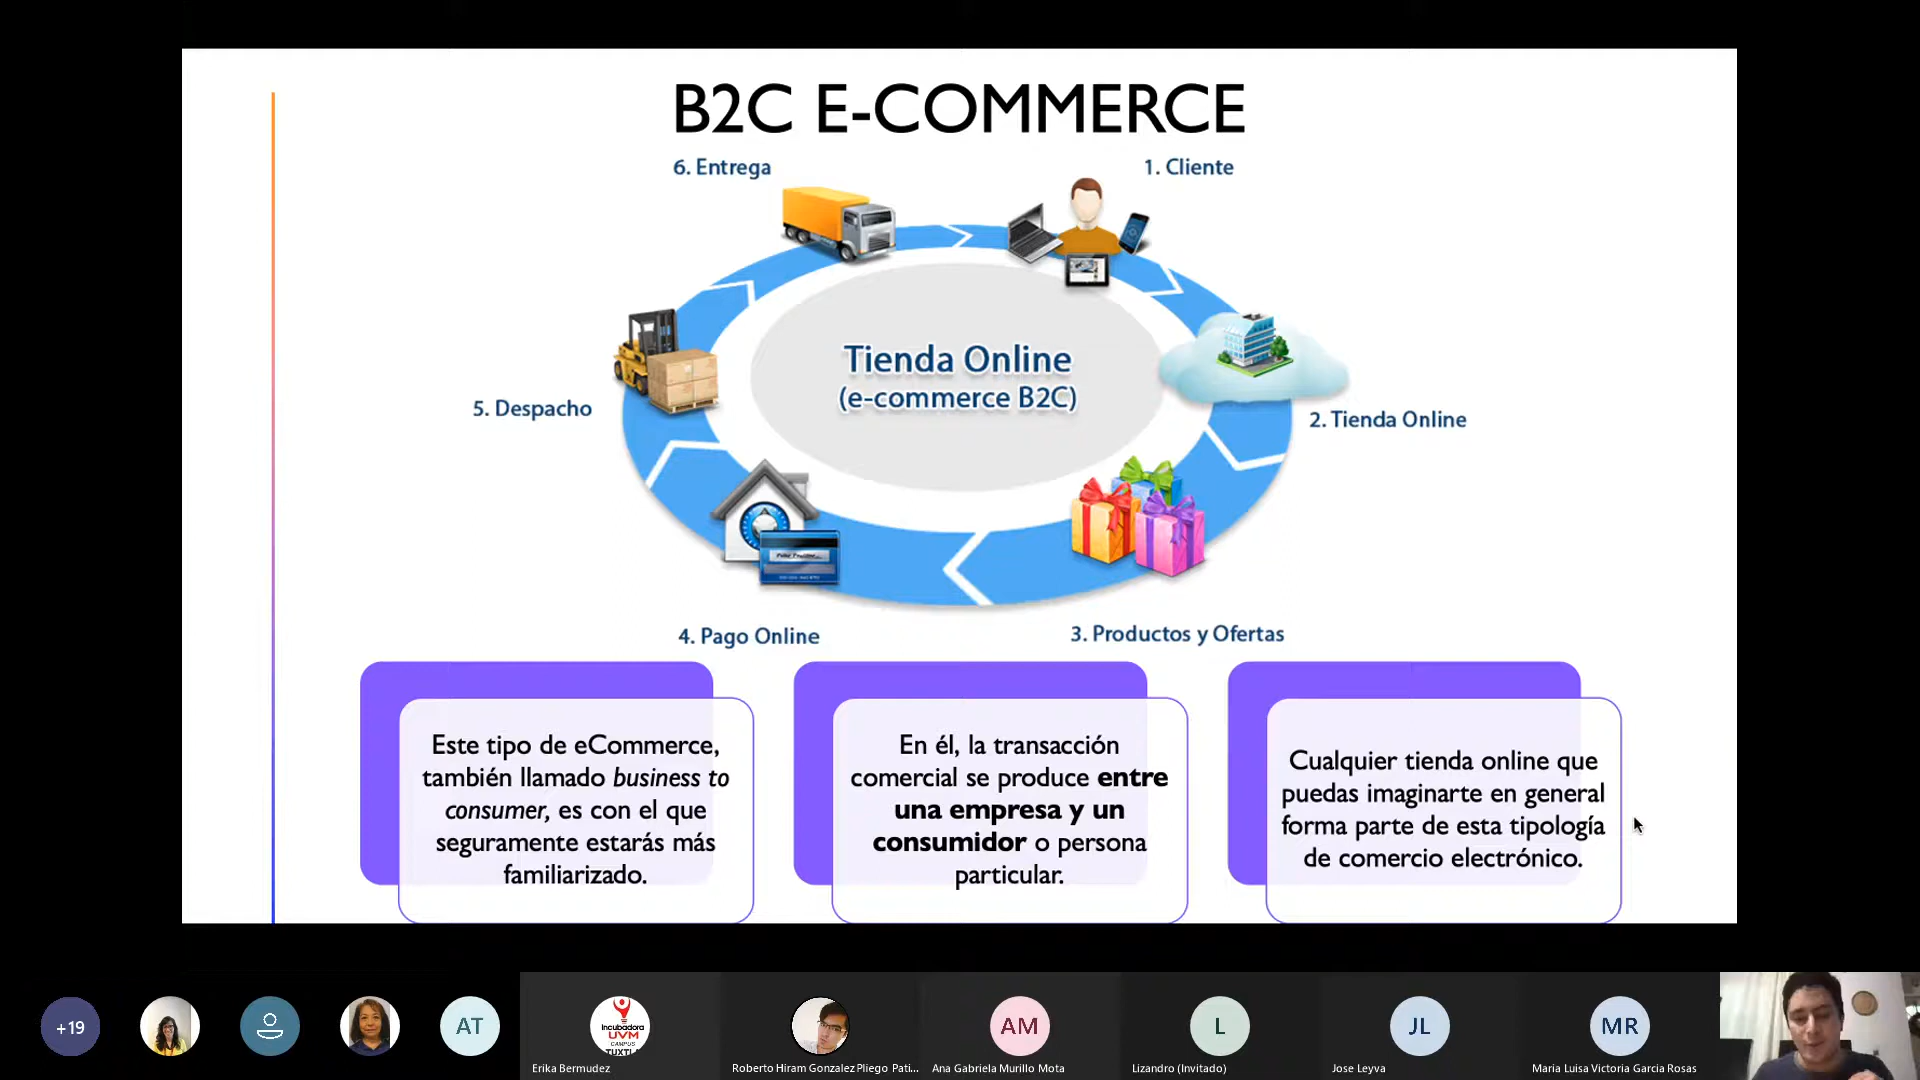 B2C E-COMMERCE
6. Entrega
1. Cliente
Tienda Online
(e-commerce B2C)
5. Despacho
2. Tienda Online
4. Pago Online
3. Productos y Ofertas
Este tipo de eCommerce,
también llamado business to
consumer, es con el que
seguramente estarás más
familiarizado.
En él, la transacción
comercial se produce entre
una empresa y un
consumidor o persona
particular.
Cualquier tienda online que
puedas imaginarte en general
forma parte de esta tipología
de comercio electrónico.
+19
AT
Incubadora
UVM
CAMPUS
TUXTL
AM
L
JL
MR
Erika Bermudez
Roberto Hiram Gonzalez Pliego Pati...
Ana Gabriela Murillo Mota
Lizandro (Invitado)
Jose Leyva
Maria Luisa Victoria Garcia Rosas